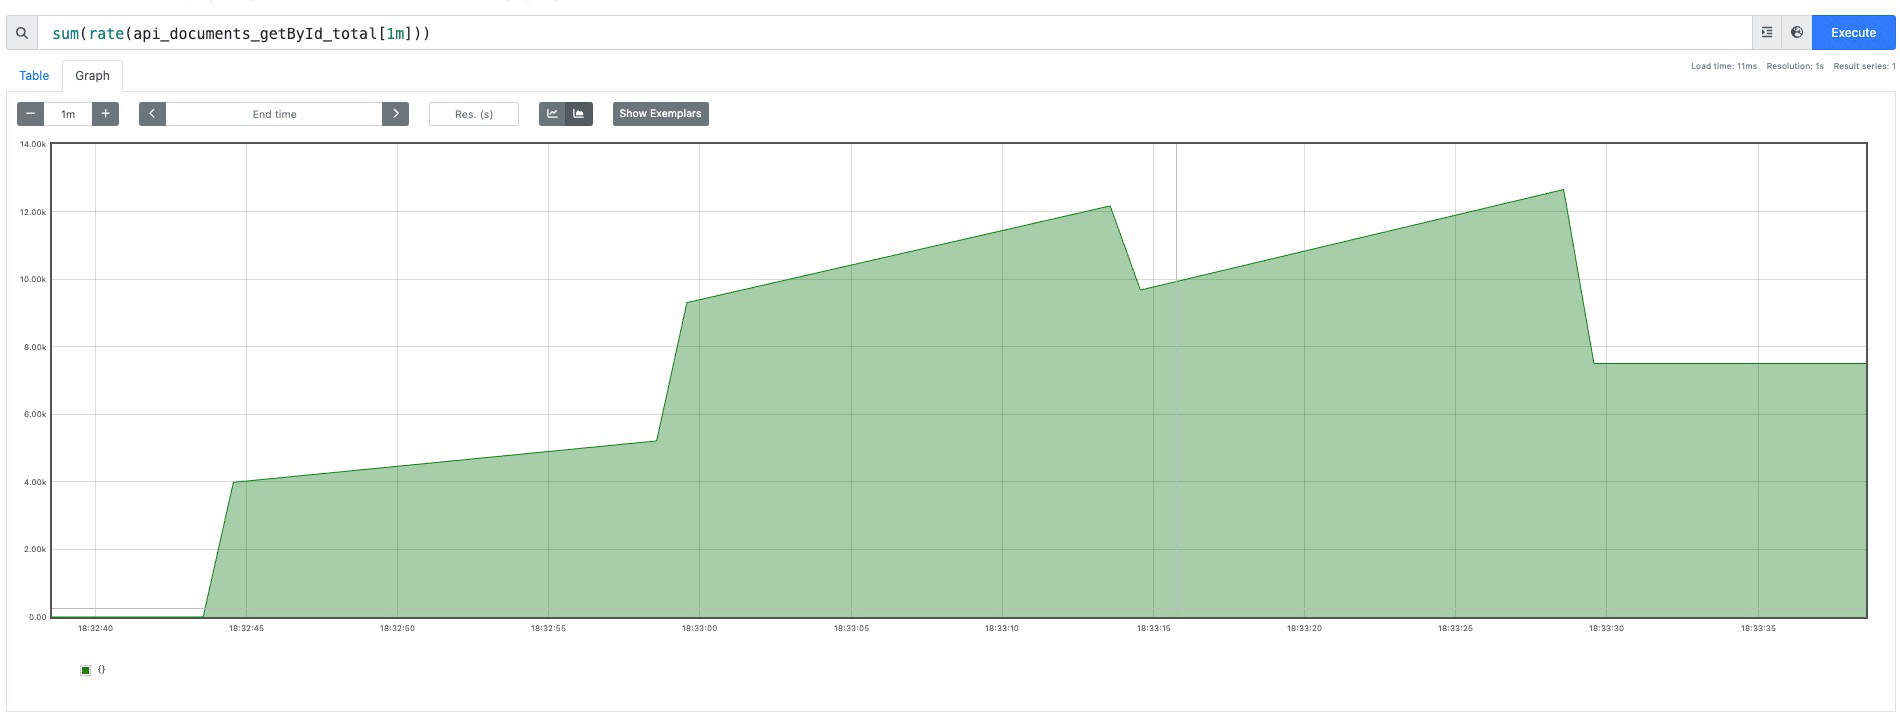 sum(rate(api_documents_getById_total[1m]))
Execute
Table
Graph
Load time: 11ms Resolution: 1s Result series: 1
− 1m + End time Res. (s) Show Exemplars
14.00k
12.00k
10.00k
8.00k
6.00k
4.00k
2.00k
0.00
18:32:40 18:32:45 18:32:50 18:32:55 18:33:00 18:33:05 18:33:10 18:33:15 18:33:20 18:33:25 18:33:30 18:33:35
{}